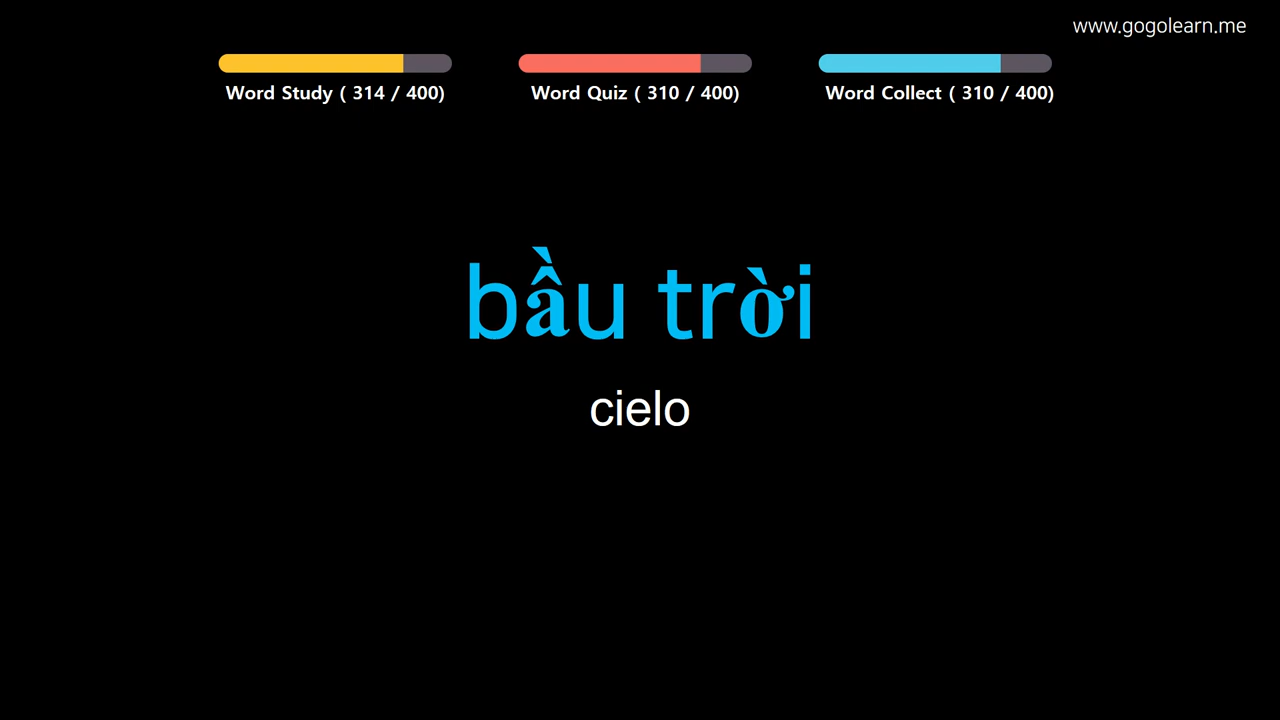 www.gogolearn.me
Word Study ( 314 / 400)
Word Quiz ( 310 / 400)
Word Collect ( 310 / 400)
bầu trời
cielo